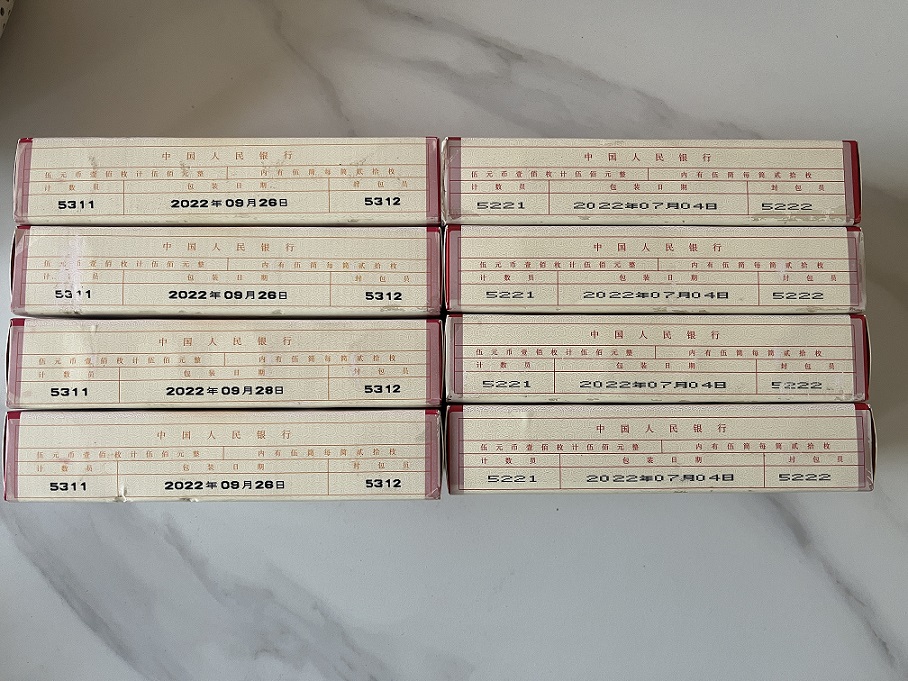 中国人民银行
伍元币壹佰枚计伍佰元整 内有伍筒每筒贰拾枚
计数员 包装日期 封包员
5311 2022年09月26日 5312
中国人民银行
伍元币壹佰枚计伍佰元整 内有伍筒每筒贰拾枚
计数员 包装日期 封包员
5221 2022年07月04日 5222
中国人民银行
伍元币壹佰枚计伍佰元整 内有伍筒每筒贰拾枚
计数员 包装日期 封包员
5311 2022年09月26日 5312
中国人民银行
伍元币壹佰枚计伍佰元整 内有伍筒每筒贰拾枚
计数员 包装日期 封包员
5221 2022年07月04日 5222
中国人民银行
伍元币壹佰枚计伍佰元整 内有伍筒每筒贰拾枚
计数员 包装日期 封包员
5311 2022年09月28日 5312
中国人民银行
伍元币壹佰枚计伍佰元整 内有伍筒每筒贰拾枚
计数员 包装日期 封包员
5221 2022年07月04日 5222
中国人民银行
伍元币壹佰枚计伍佰元整 内有伍筒每筒贰拾枚
计数员 包装日期 封包员
5311 2022年09月26日 5312
中国人民银行
伍元币壹佰枚计伍佰元整 内有伍筒每筒贰拾枚
计数员 包装日期 封包员
5221 2022年07月04日 5222